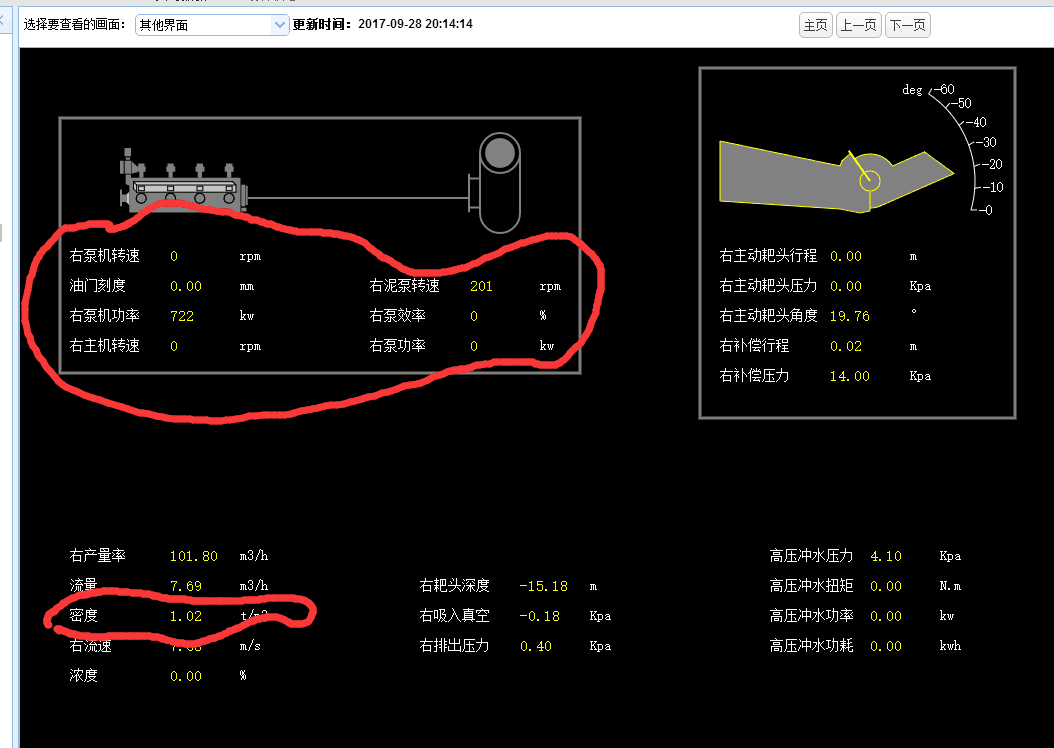 选择要查看的画面： 其他界面 更新时间：2017-09-28 20:14:14 主页 上一页 下一页
右泵机转速 0 rpm
油门刻度 0.00 mm 右泥泵转速 201 rpm
右泵机功率 722 kw 右泵效率 0 %
右主机转速 0 rpm 右泵功率 0 kw
deg -60
-50
-40
-30
-20
-10
-0
右主动耙头行程 0.00 m
右主动耙头压力 0.00 Kpa
右主动耙头角度 19.76 °
右补偿行程 0.02 m
右补偿压力 14.00 Kpa
右产量率 101.80 m3/h 高压冲水压力 4.10 Kpa
流量 7.69 m3/h 右耙头深度 -15.18 m 高压冲水扭矩 0.00 N.m
密度 1.02 右吸入真空 -0.18 Kpa 高压冲水功率 0.00 kw
右流速 m/s 右排出压力 0.40 Kpa 高压冲水功耗 0.00 kwh
浓度 0.00 %